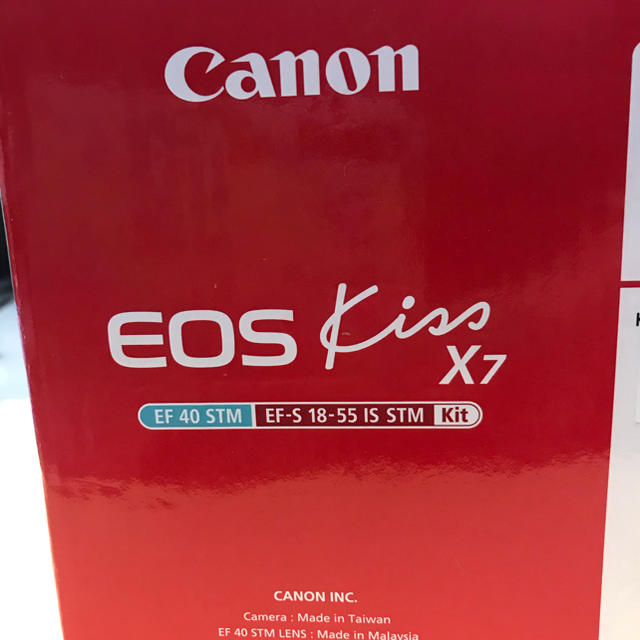 Canon
EOS Kiss
X7
EF 40 STM EF-S 18-55 IS STM Kit
CANON INC.
Camera : Made in Taiwan
EF 40 STM LENS : Made in Malaysia